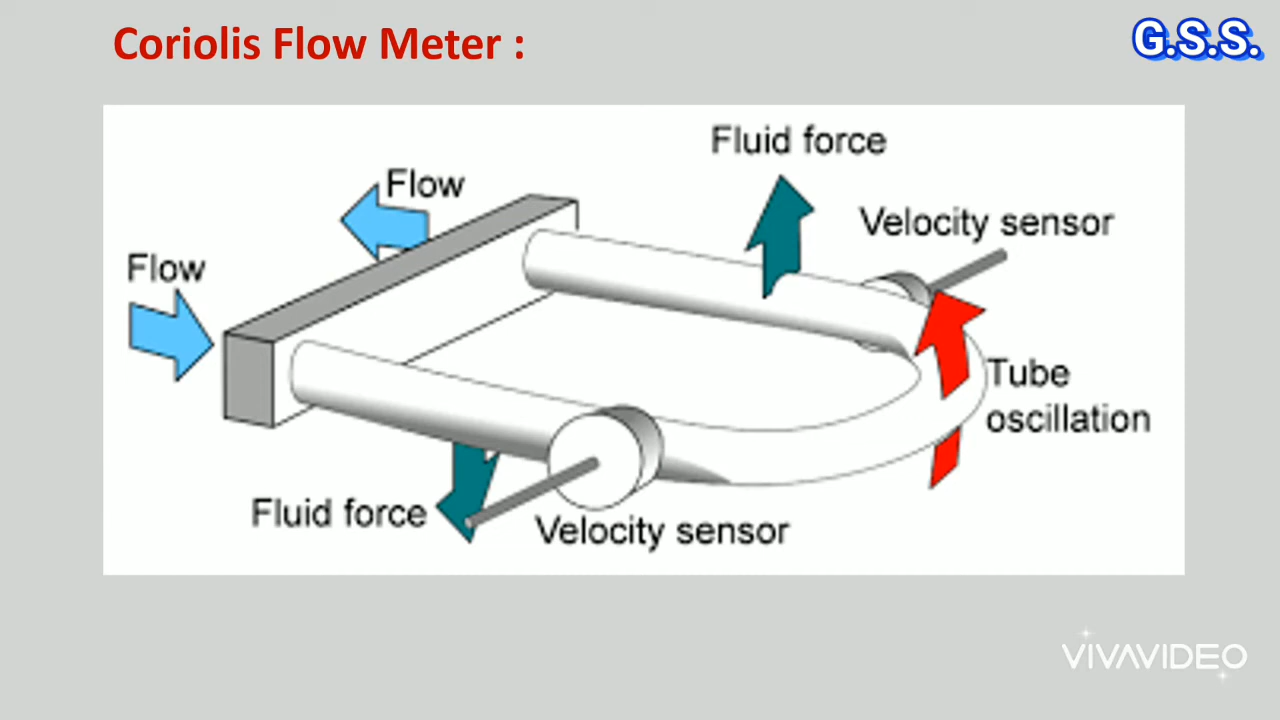 Coriolis Flow Meter :
G.S.S.
Fluid force
Flow
Velocity sensor
Flow
Tube
oscillation
Fluid force
Velocity sensor
VIVAVIDEO